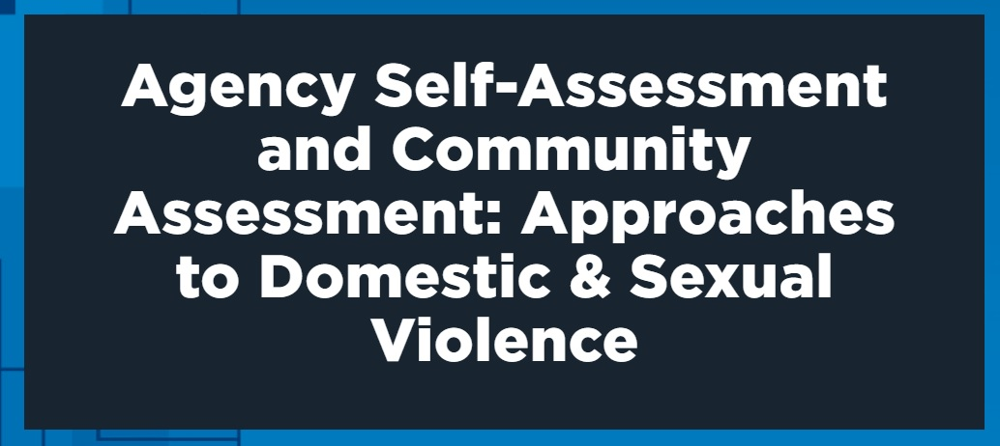 Agency Self-Assessment
and Community
Assessment: Approaches
to Domestic & Sexual
Violence